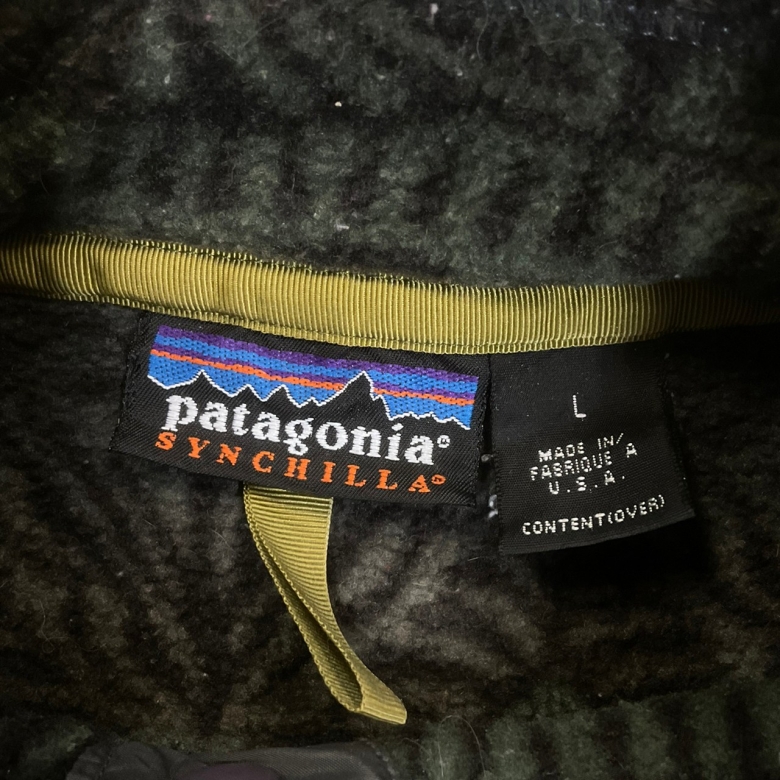 patagonia®
SYNCHILLA®
L
MADE IN/
FABRIQUE A
U.S.A.
CONTENT(OVER)